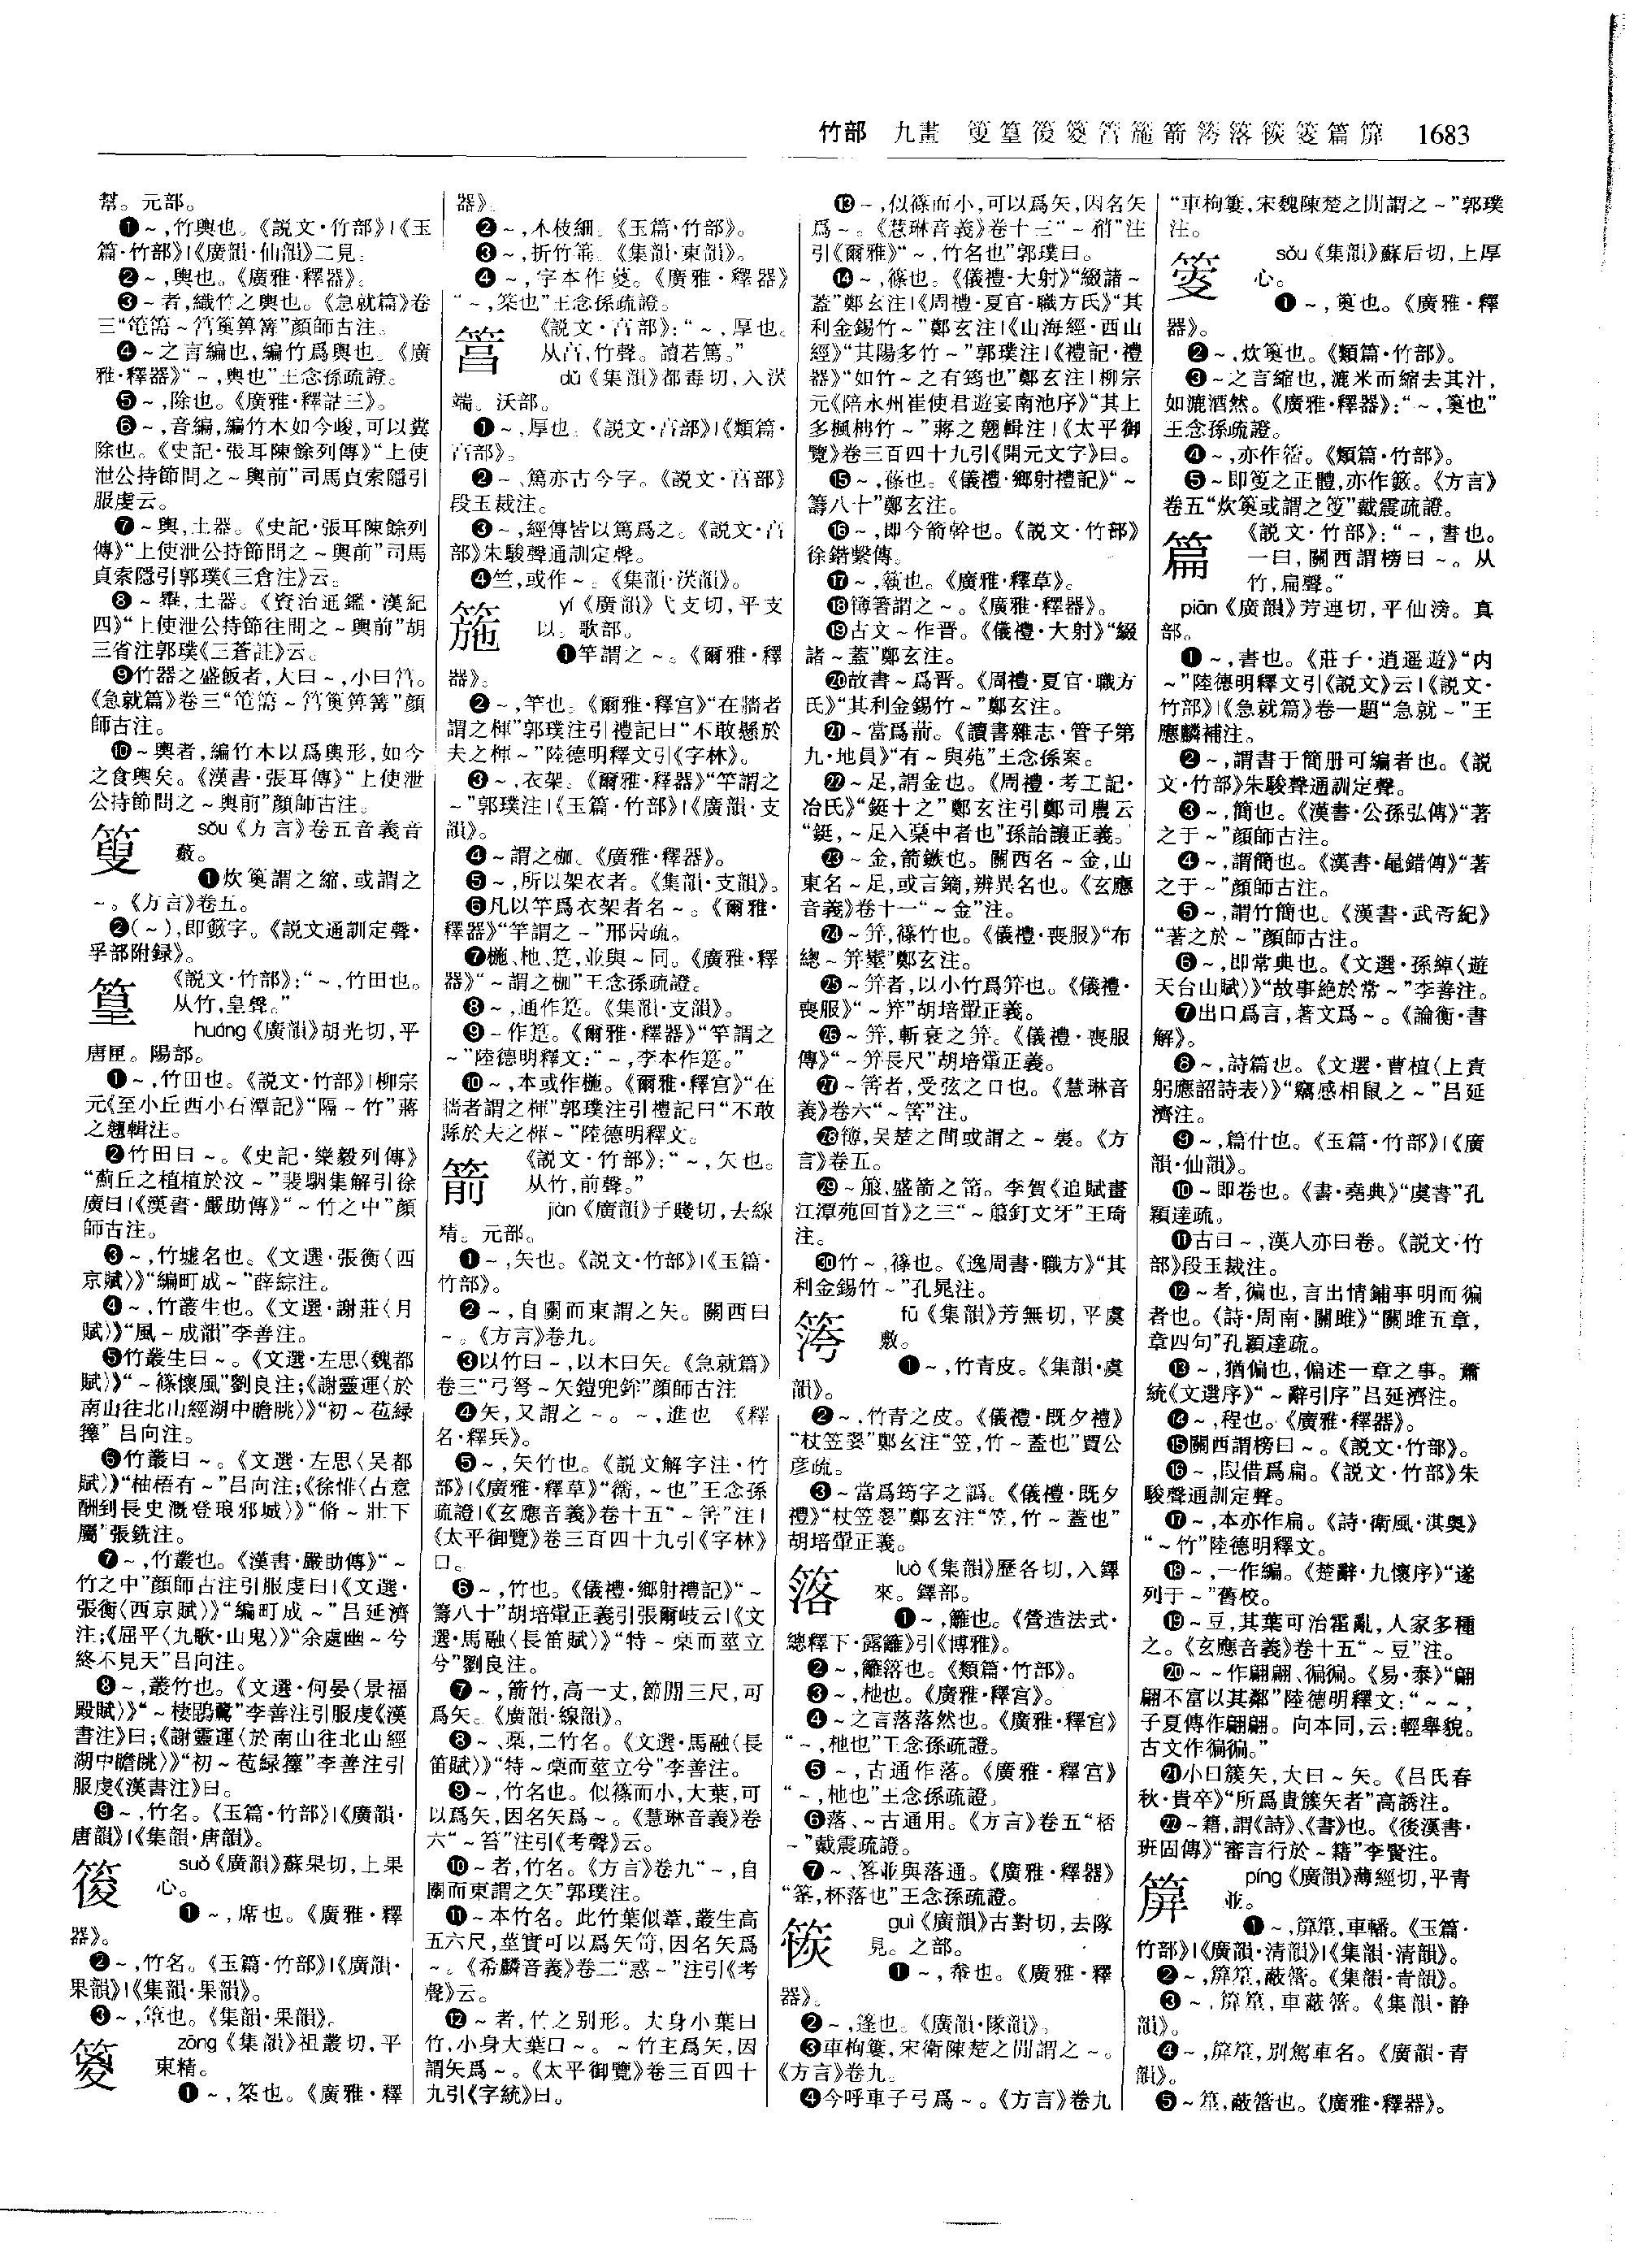 竹部 九畫 篁 篫 箭 落 篇 1683
幇。元部。
❶~,竹輿也。《説文·竹部》|《玉
篇·竹部》|《廣韻·仙韻》二見。
❷~,輿也。《廣雅·釋器》。
❸~者,織竹之輿也。《急就篇》卷
顔師古注。
❹~之言編也,編竹爲輿也。《廣
雅·釋器》“~,輿也”王念孫疏證。
❺~,除也。《廣雅·釋詁三》。
❻~,音編,編竹木如今峻,可以糞
除也。《史記·張耳陳餘列傳》“上使
泄公持節問之~輿前”司馬貞索隱引
服虔云。
❼~輿,土器。《史記·張耳陳餘列
傳》“上使泄公持節問之~輿前”司馬
貞索隱引郭璞《三倉注》云。
❽~轝,土器。《資治通鑑·漢紀
四》“上使泄公持節往問之~輿前”胡
三省注郭璞《三蒼註》云。
❾竹器之盛飯者,大曰~,小曰筲。
顔
師古注。
❿~輿者,編竹木以爲輿形,如今
之食輿矣。《漢書·張耳傳》“上使泄
公持節問之~輿前”顔師古注。
sǒu《方言》卷五音義音
藪。
❶炊䉛謂之縮,或謂之
~。《方言》卷五。
❷(~),即籔字。《説文通訓定聲·
孚部附録》。
篁
《説文·竹部》:“~,竹田也。
从竹,皇聲。”
huáng《廣韻》胡光切,平
唐匣。陽部。
❶~,竹田也。《説文·竹部》|柳宗
元《至小丘西小石潭記》“隔~竹”蔣
之翹輯注。
❷竹田曰~。《史記·樂毅列傳》
“薊丘之植植於汶~”裴駰集解引徐
廣曰|《漢書·嚴助傳》“~竹之中”顔
師古注。
❸~,竹墟名也。《文選·張衡〈西
京賦〉》“編町成~”薛綜注。
❹~,竹叢生也。《文選·謝莊〈月
賦〉》“風~成韻”李善注。
❺竹叢生曰~。《文選·左思〈魏都
賦〉》“~篠懷風”劉良注;《謝靈運〈於
南山往北山經湖中瞻眺〉》“初~苞緑
籜”吕向注。
❻竹叢曰~。《文選·左思〈吴都
賦〉》“柚梧有~”吕向注;《徐悱〈古意
酬到長史溉登琅邪城〉》“脩~壯下
屬”張銑注。
❼~,竹叢也。《漢書·嚴助傳》“~
竹之中”顔師古注引服虔曰|《文選·
張衡〈西京賦〉》“編町成~”吕延濟
注;《屈平〈九歌·山鬼〉》“余處幽~兮
終不見天”吕向注。
❽~,叢竹也。《文選·何晏〈景福
殿賦〉》“~棲鶤鷺”李善注引服虔《漢
書注》曰;《謝靈運〈於南山往北山經
湖中瞻眺〉》“初~苞緑籜”李善注引
服虔《漢書注》曰。
❾~,竹名。《玉篇·竹部》|《廣韻·
唐韻》|《集韻·唐韻》。
suǒ《廣韻》蘇果切,上果
心。
❶~,席也。《廣雅·釋
器》。
❷~,竹名。《玉篇·竹部》|《廣韻·
果韻》|《集韻·果韻》。
❸~,簟也。《集韻·果韻》。
zōng《集韻》祖叢切,平
東精。
❶~,䇲也。《廣雅·釋
器》。
❷~,木枝細。《玉篇·竹部》。
❸~,折竹箒。《集韻·東韻》。
❹~,字本作葼。《廣雅·釋器》
“~,䇲也”王念孫疏證。
《説文·㐭部》:“~,厚也。
从㐭,竹聲。讀若篤。”
dǔ《集韻》都毒切,入沃
端。沃部。
❶~,厚也。《説文·㐭部》|《類篇·
㐭部》。
❷~、篤亦古今字。《説文·㐭部》
段玉裁注。
❸~,經傳皆以篤爲之。《説文·㐭
部》朱駿聲通訓定聲。
❹竺,或作~。《集韻·沃韻》。
yí《廣韻》弋支切,平支
以。歌部。
❶竿謂之~。《爾雅·釋
器》。
❷~,竿也。《爾雅·釋宫》“在牆者
謂之楎”郭璞注引禮記曰“不敢懸於
夫之楎~”陸德明釋文引《字林》。
❸~,衣架。《爾雅·釋器》“竿謂之
~”郭璞注|《玉篇·竹部》|《廣韻·支
韻》。
❹~謂之枷。《廣雅·釋器》。
❺~,所以架衣者。《集韻·支韻》。
❻凡以竿爲衣架者名~。《爾雅·
釋器》“竿謂之~”邢昺疏。
❼椸、杝、箷,並與~同。《廣雅·釋
器》“~謂之枷”王念孫疏證。
❽~,通作箷。《集韻·支韻》。
❾~作箷。《爾雅·釋器》“竿謂之
~”陸德明釋文:“~,李本作箷。”
❿~,本或作椸。《爾雅·釋宫》“在
牆者謂之楎”郭璞注引禮記曰“不敢
縣於夫之楎~”陸德明釋文。
箭
《説文·竹部》:“~,矢也。
从竹,前聲。”
jiàn《廣韻》子賤切,去線
精。元部。
❶~,矢也。《説文·竹部》|《玉篇·
竹部》。
❷~,自關而東謂之矢。關西曰
~。《方言》卷九。
❸以竹曰~,以木曰矢。《急就篇》
卷三“弓弩~矢鎧兜鉾”顔師古注
❹矢,又謂之~。~,進也《釋
名·釋兵》。
❺~,矢竹也。《説文解字注·竹
部》|《廣雅·釋草》“䉾,~也”王念孫
疏證|《玄應音義》卷十五“~筈”注|
《太平御覽》卷三百四十九引《字林》
曰。
❻~,竹也。《儀禮·鄉射禮記》“~
籌八十”胡培翬正義引張爾岐云|《文
選·馬融〈長笛賦〉》“特~槀而莖立
兮”劉良注。
❼~,箭竹,高一丈,節閒三尺,可
爲矢。《廣韻·線韻》。
❽~、槀,二竹名。《文選·馬融〈長
笛賦〉》“特~槀而莖立兮”李善注。
❾~,竹名也。似篠而小,大葉,可
以爲矢,因名矢爲~。《慧琳音義》卷
六“~笴”注引《考聲》云。
❿~者,竹名。《方言》卷九“~,自
關而東謂之矢”郭璞注。
⓫~本竹名。此竹葉似葦,叢生高
五六尺,莖實可以爲矢笴,因名矢爲
~。《希麟音義》卷二“惑~”注引《考
聲》云。
⓬~者,竹之别形。大身小葉曰
竹,小身大葉曰~。~竹主爲矢,因
謂矢爲~。《太平御覽》卷三百四十
九引《字統》曰。
⓭~,似篠而小,可以爲矢,因名矢
爲~。《慧琳音義》卷十三“~矟”注
引《爾雅》“~,竹名也”郭璞曰。
⓮~,篠也。《儀禮·大射》“綴諸~
蓋”鄭玄注|《周禮·夏官·職方氏》“其
利金錫竹~”鄭玄注|《山海經·西山
經》“其陽多竹~”郭璞注|《禮記·禮
器》“如竹~之有筠也”鄭玄注|柳宗
元《陪永州崔使君遊宴南池序》“其上
多楓柟竹~”蔣之翹輯注|《太平御
覽》卷三百四十九引《開元文字》曰。
⓯~,篠也。《儀禮·鄉射禮記》“~
籌八十”鄭玄注。
⓰~,即今箭幹也。《説文·竹部》
徐鍇繫傳。
⓱~,䉾也。《廣雅·釋草》。
⓲簙箸謂之~。《廣雅·釋器》。
⓳古文~作晋。《儀禮·大射》“綴
諸~蓋”鄭玄注。
⓴故書~爲晋。《周禮·夏官·職方
氏》“其利金錫竹~”鄭玄注。
㉑~當爲葥。《讀書雜志·管子第
九·地員》“有~與苑”王念孫案。
㉒~足,謂金也。《周禮·考工記·
冶氏》“鋌十之”鄭玄注引鄭司農云
“鋌,~足入槀中者也”孫詒讓正義。
㉓~金,箭鏃也。關西名~金,山
東名~足,或言鏑,辨異名也。《玄應
音義》卷十一“~金”注。
㉔~筓,篠竹也。《儀禮·喪服》“布
總~筓髽”鄭玄注。
㉕~筓者,以小竹爲筓也。《儀禮·
喪服》“~筓”胡培翬正義。
㉖~筓,斬衰之筓。《儀禮·喪服
傳》“~筓長尺”胡培翬正義。
㉗~筈者,受弦之口也。《慧琳音
義》卷六“~筈”注。
㉘簙,吴楚之間或謂之~裏。《方
言》卷五。
㉙~箙,盛箭之筩。李賀《追賦畫
江潭苑回首》之三“~箙釘文牙”王琦
注。
㉚竹~,篠也。《逸周書·職方》“其
利金錫竹~”孔晁注。
fū《集韻》芳無切,平虞
敷。
❶~,竹青皮。《集韻·虞
韻》。
❷~,竹青之皮。《儀禮·既夕禮》
“杖笠翣”鄭玄注“笠,竹~蓋也”賈公
彦疏。
❸~當爲筠字之譌。《儀禮·既夕
禮》“杖笠翣”鄭玄注“笠,竹~蓋也”
胡培翬正義。
luò《集韻》歷各切,入鐸
來。鐸部。
❶~,籬也。《營造法式·
總釋下·露籬》引《博雅》。
❷~,籬篰也。《類篇·竹部》。
❸~,杝也。《廣雅·釋宫》。
❹~之言落落然也。《廣雅·釋宫》
“~,杝也”王念孫疏證。
❺~,古通作落。《廣雅·釋宫》
“~,杝也”王念孫疏證。
❻落、~古通用。《方言》卷五“桮
~”戴震疏證。
❼~、笿並與落通。《廣雅·釋器》
“䈱,杯落也”王念孫疏證。
guì《廣韻》古對切,去隊
見。之部。
❶~,帣也。《廣雅·釋
器》。
❷~,篷也。《廣韻·隊韻》。
❸車枸簍,宋衛陳楚之間謂之~。
《方言》卷九。
❹今呼車子弓爲~。《方言》卷九
“車枸簍,宋魏陳楚之間謂之~”郭璞
注。
sǒu《集韻》蘇后切,上厚
心。
❶~,䉛也。《廣雅·釋
器》。
❷~,炊䉛也。《類篇·竹部》。
❸~之言縮也,漉米而縮去其汁,
如漉酒然。《廣雅·釋器》:“~,䉛也”
王念孫疏證。
❹~,亦作籔。《類篇·竹部》。
❺~即籔之正體,亦作籔。《方言》
戴震疏證。
篇
《説文·竹部》:“~,書也。
一曰,關西謂榜曰~。从
竹,扁聲。”
piān《廣韻》芳連切,平仙滂。真
部。
❶~,書也。《莊子·逍遥遊》“内
~”陸德明釋文引《説文》云|《説文·
竹部》|《急就篇》卷一題“急就~”王
應麟補注。
❷~,謂書于簡册可編者也。《説
文·竹部》朱駿聲通訓定聲。
❸~,簡也。《漢書·公孫弘傳》“著
之于~”顔師古注。
❹~,謂簡也。《漢書·鼂錯傳》“著
之于~”顔師古注。
❺~,謂竹簡也。《漢書·武帝紀》
“著之於~”顔師古注。
❻~,即常典也。《文選·孫綽〈遊
天台山賦〉》“故事絶於常~”李善注。
❼出口爲言,著文爲~。《論衡·書
解》。
❽~,詩篇也。《文選·曹植〈上責
躬應詔詩表〉》“竊感相鼠之~”吕延
濟注。
❾~,篇什也。《玉篇·竹部》|《廣
韻·仙韻》。
❿~即卷也。《書·堯典》“虞書”孔
穎達疏。
⓫古曰~,漢人亦曰卷。《説文·竹
部》段玉裁注。
⓬~者,徧也,言出情鋪事明而徧
者也。《詩·周南·關雎》“關雎五章,
章四句”孔穎達疏。
⓭~,猶偏也,偏述一章之事。蕭
統《文選序》“~辭引序”吕延濟注。
⓮~,程也。《廣雅·釋器》。
⓯關西謂榜曰~。《説文·竹部》。
⓰~,叚借爲扁。《説文·竹部》朱
駿聲通訓定聲。
⓱~,本亦作扁。《詩·衛風·淇奥》
“~竹”陸德明釋文。
⓲~,一作編。《楚辭·九懷序》“遂
列于~”舊校。
⓳~豆,其葉可治霍亂,人家多種
之。《玄應音義》卷十五“~豆”注。
⓴~~作翩翩、徧徧。《易·泰》“翩
翩不富以其鄰”陸德明釋文:“~~,
子夏傳作翩翩。向本同,云:輕舉貌。
古文作徧徧。”
㉑小曰簇矢,大曰~矢。《吕氏春
秋·貴卒》“所爲貴簇矢者”高誘注。
㉒~籍,謂《詩》、《書》也。《後漢書·
班固傳》“審言行於~籍”李賢注。
píng《廣韻》薄經切,平青
並。
❶~,車轓。《玉篇·
竹部》|《廣韻·清韻》|《集韻·清韻》。
❷~,蔽簹。《集韻·青韻》。
❸~,車蔽簹。《集韻·静
韻》。
❹~,别駕車名。《廣韻·青
韻》。
❺~篂,蔽簹也。《廣雅·釋器》。